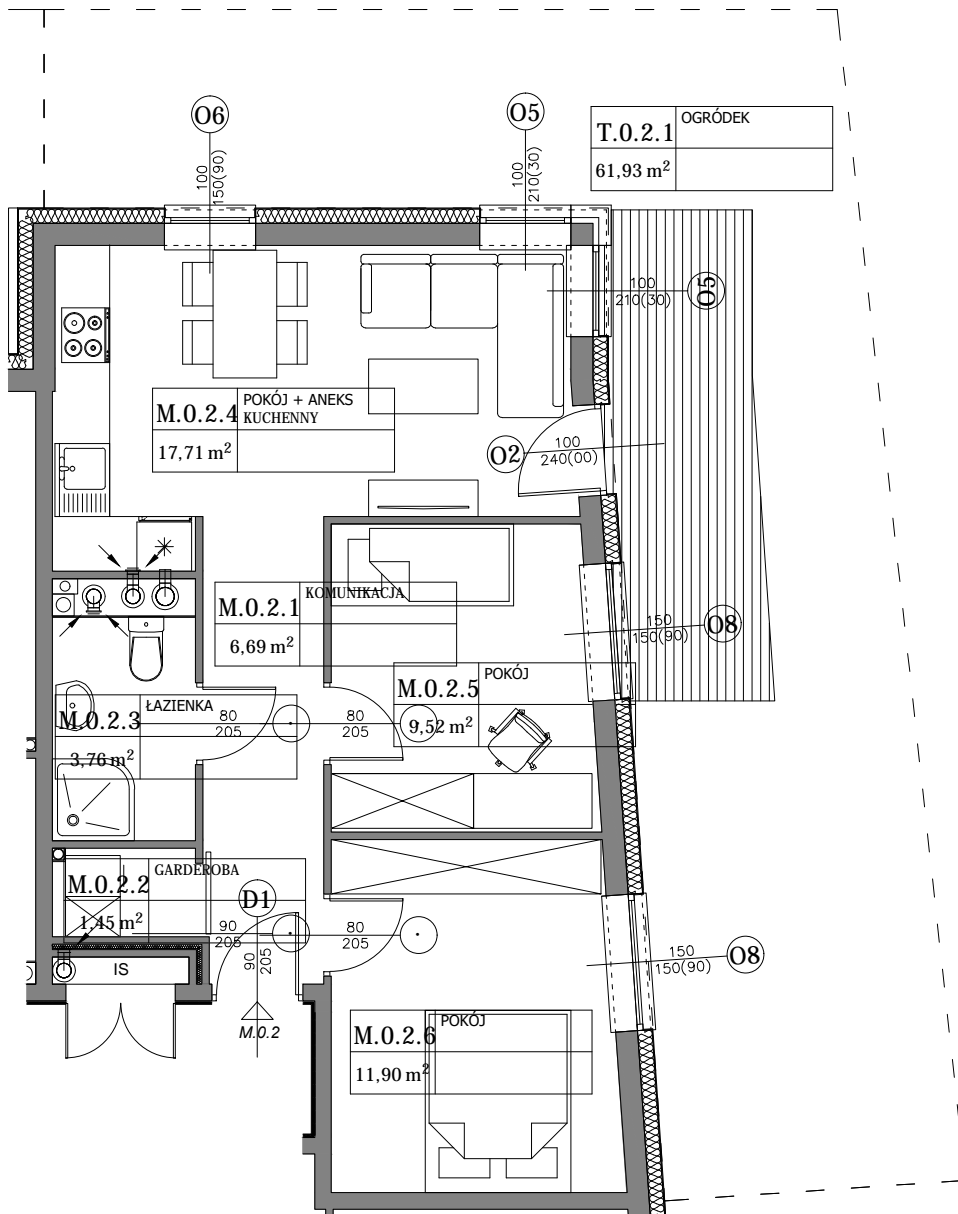 O6
100
150(90)
O5
100
210(30)
T.0.2.1
OGRÓDEK
61,93 m²
100
210(30)
O5
M.0.2.4
POKÓJ + ANEKS
KUCHENNY
17,71 m²
O2
100
240(00)
M.0.2.1
KOMUNIKACJA
6,69 m²
150
150(90)
O8
M.0.2.5
POKÓJ
9,52 m²
M.0.2.3
ŁAZIENKA
3,76 m²
80
205
80
205
M.0.2.2
GARDEROBA
1,45 m²
D1
90
205
90
205
80
205
150
150(90)
O8
IS
M.0.2
M.0.2.6
POKÓJ
11,90 m²